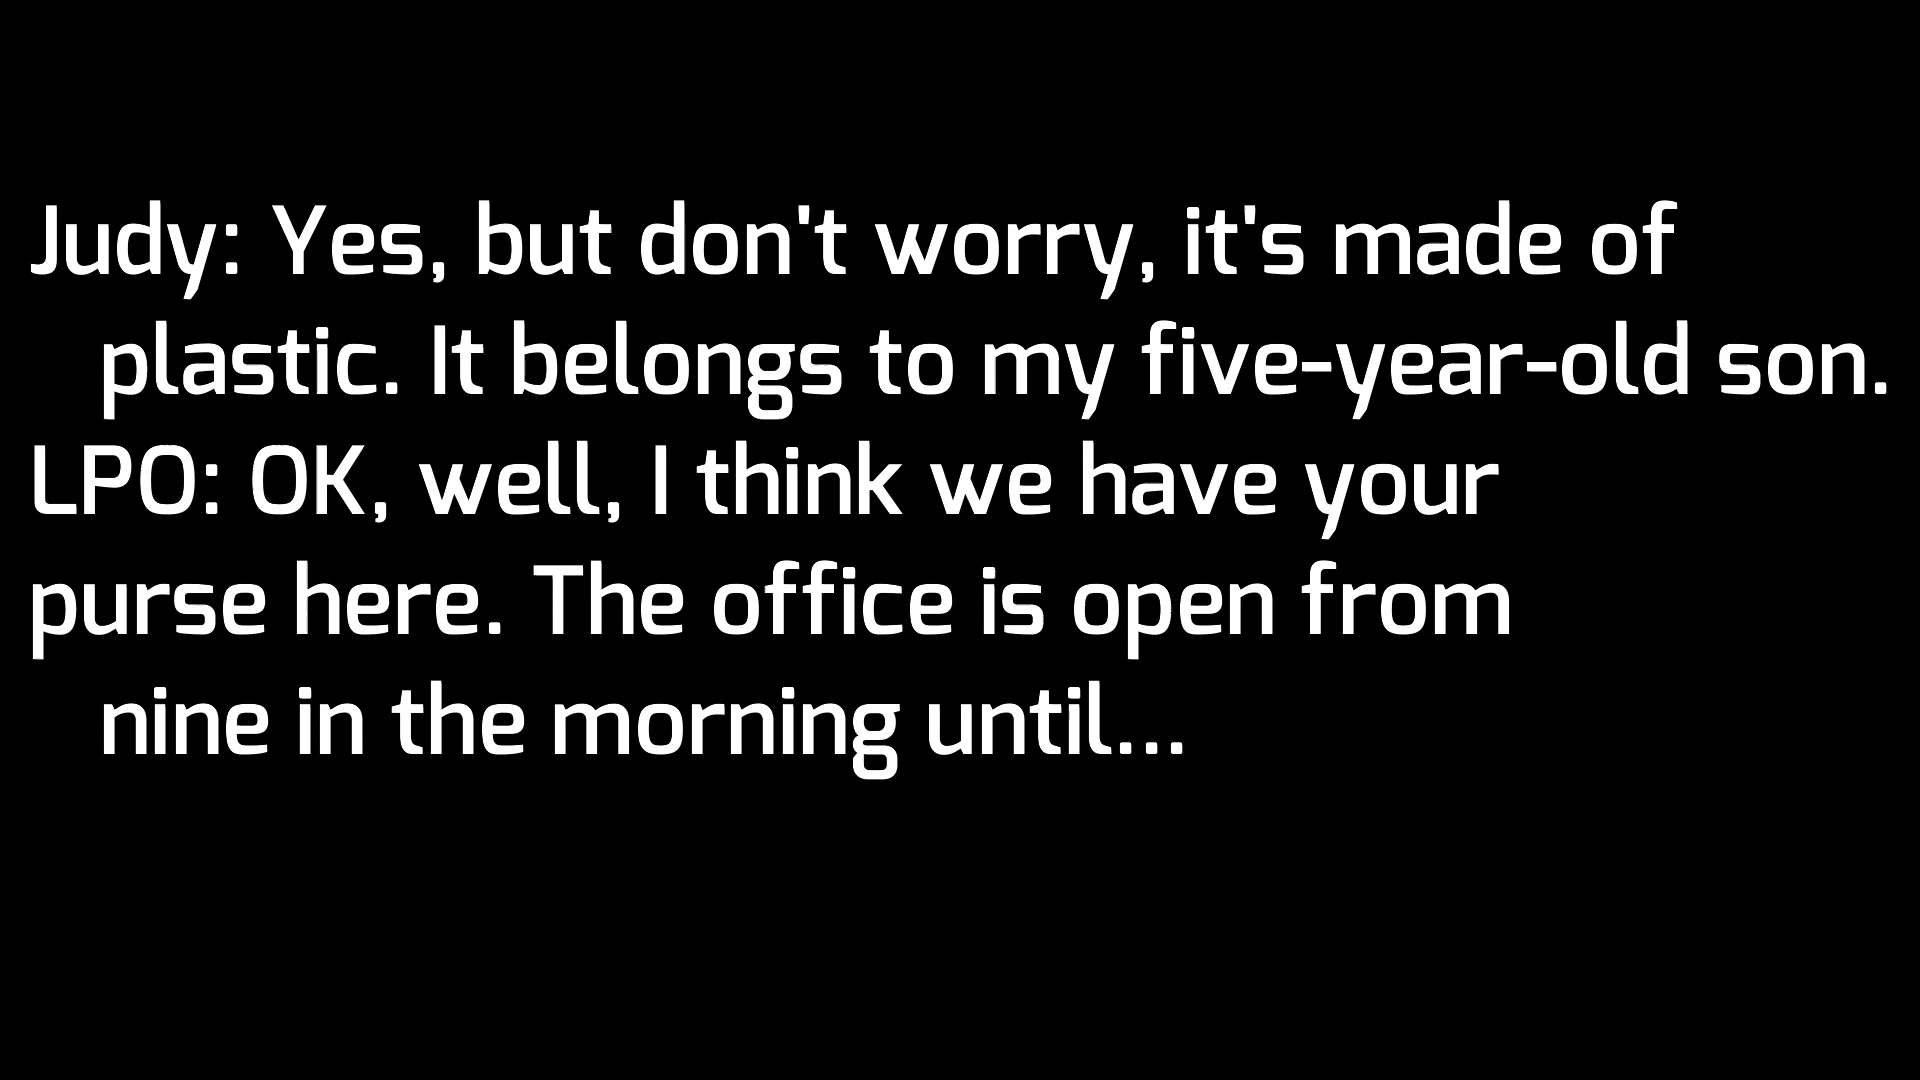 Judy: Yes, but don't worry, it's made of
plastic. It belongs to my five-year-old son.
LPO: OK, well, I think we have your
purse here. The office is open from
nine in the morning until...